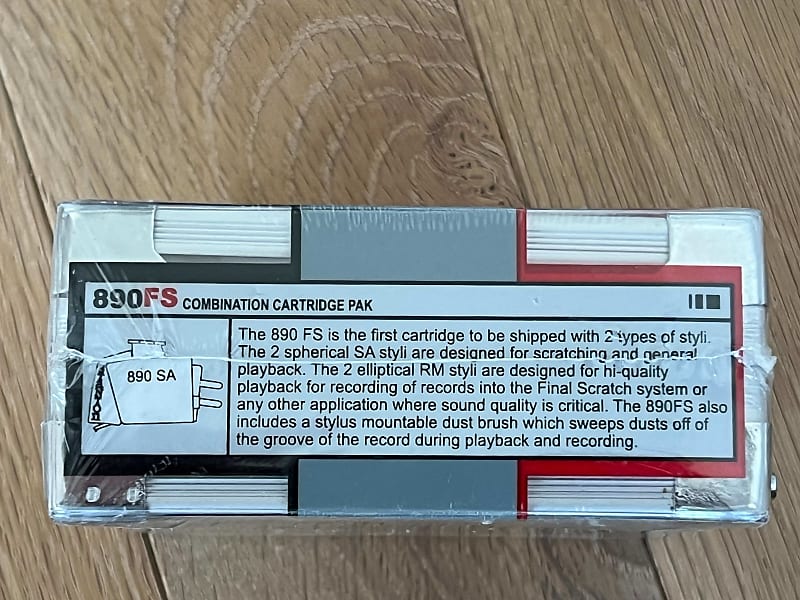 890FS COMBINATION CARTRIDGE PAK
890 SA
The 890 FS is the first cartridge to be shipped with 2 types of styli.
The 2 spherical SA styli are designed for scratching and general
playback. The 2 elliptical RM styli are designed for hi-quality
playback for recording of records into the Final Scratch system or
any other application where sound quality is critical. The 890FS also
includes a stylus mountable dust brush which sweeps dusts off of
the groove of the record during playback and recording.